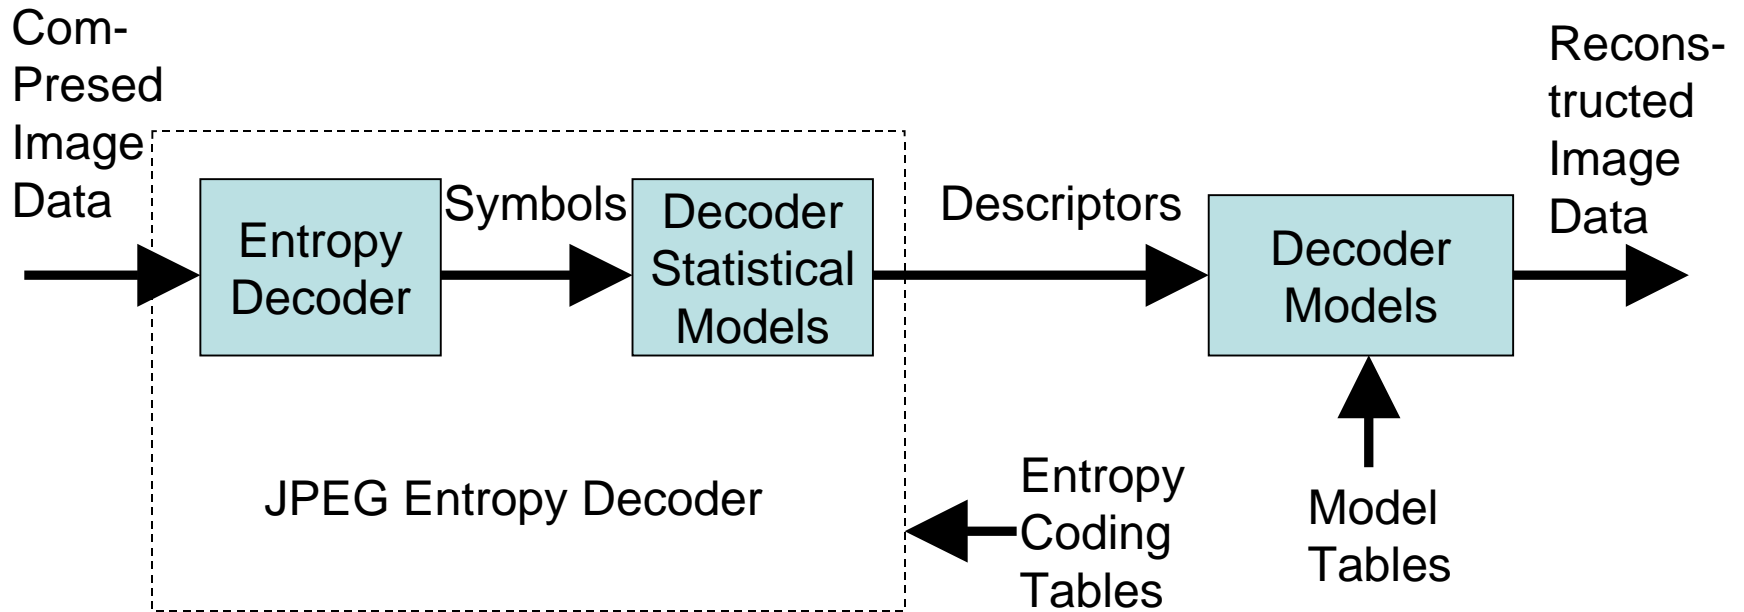 Com-
Presed
Image
Data
Entropy
Decoder
Symbols
Decoder
Statistical
Models
Descriptors
Decoder
Models
Recons-
tructed
Image
Data
JPEG Entropy Decoder
Entropy
Coding
Tables
Model
Tables